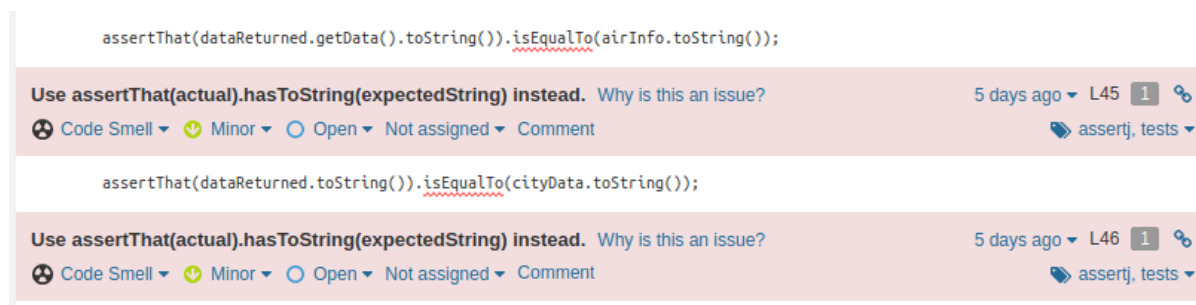 assertThat(dataReturned.getData().toString()).isEqualTo(airInfo.toString());
Use assertThat(actual).hasToString(expectedString) instead. Why is this an issue? 5 days ago L45 1
Code Smell Minor Open Not assigned Comment assertj, tests
assertThat(dataReturned.toString()).isEqualTo(cityData.toString());
Use assertThat(actual).hasToString(expectedString) instead. Why is this an issue? 5 days ago L46 1
Code Smell Minor Open Not assigned Comment assertj, tests